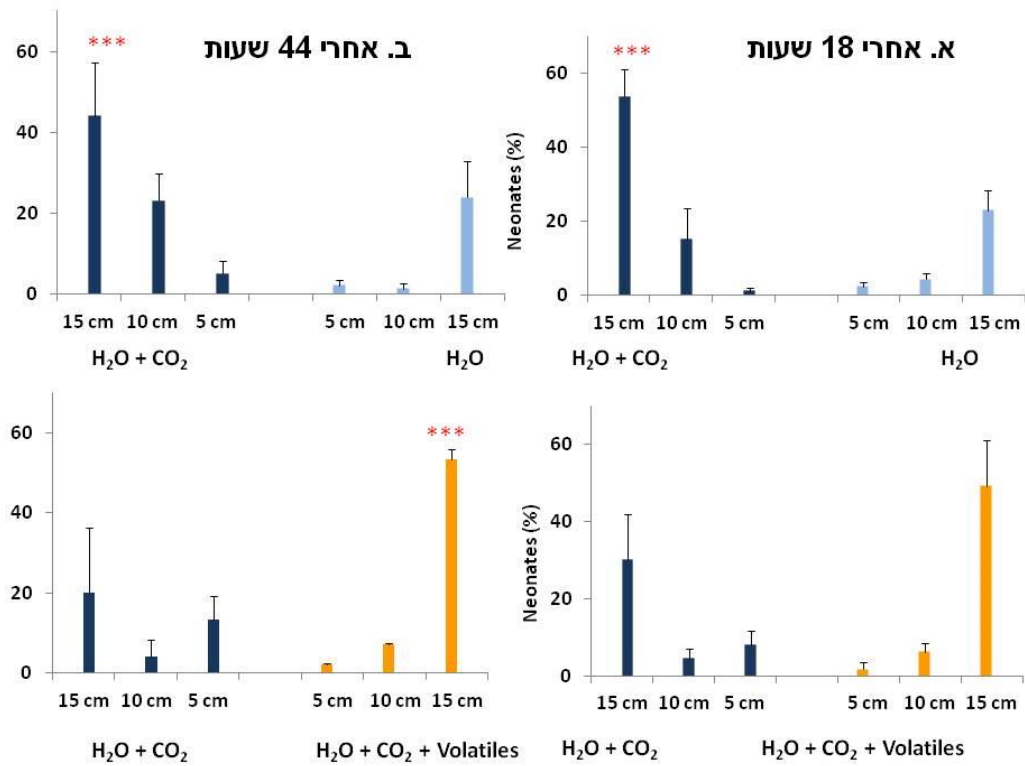 ב. אחרי 44 שעות
***
60
40
20
0
15 cm 10 cm 5 cm 5 cm 10 cm 15 cm
H₂O + CO₂ H₂O
א. אחרי 18 שעות
***
Neonates (%)
60
40
20
0
15 cm 10 cm 5 cm 5 cm 10 cm 15 cm
H₂O + CO₂ H₂O
***
60
40
20
0
15 cm 10 cm 5 cm 5 cm 10 cm 15 cm
H₂O + CO₂ H₂O + CO₂ + Volatiles
Neonates (%)
60
40
20
0
15 cm 10 cm 5 cm 5 cm 10 cm 15 cm
H₂O + CO₂ H₂O + CO₂ + Volatiles